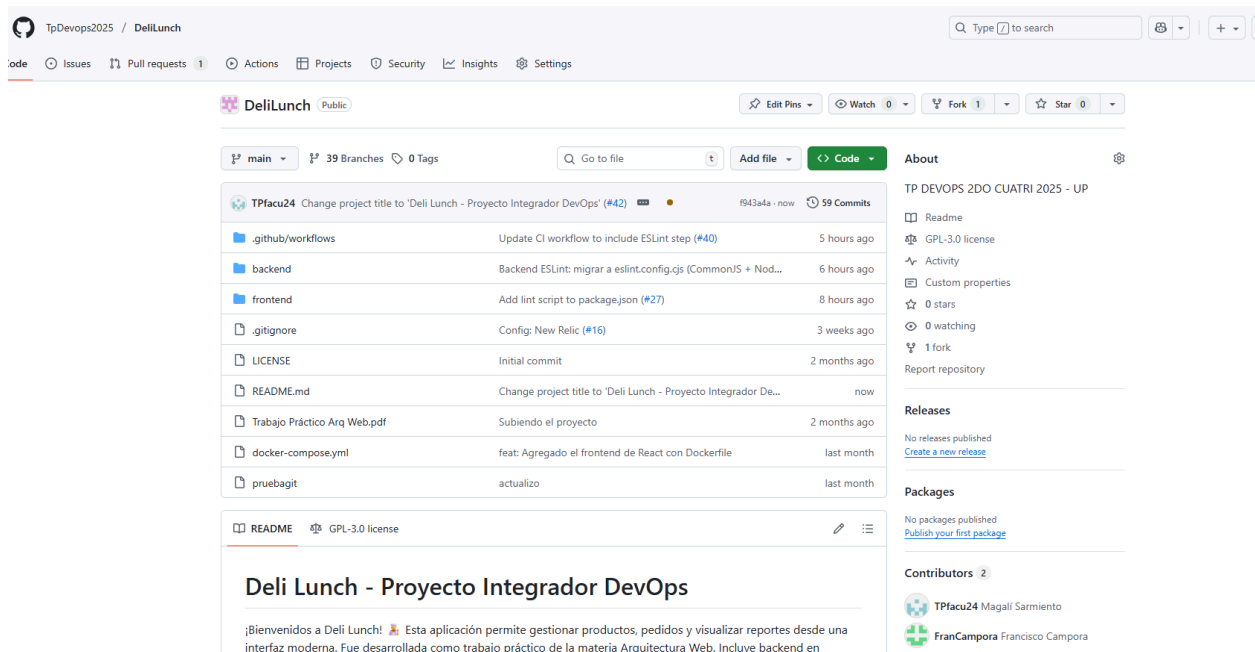 TpDevops2025 / DeliLunch
Type / to search
ode Issues Pull requests 1 Actions Projects Security Insights Settings
DeliLunch Public
Edit Pins Watch 0 Fork 1 Star 0
main 39 Branches 0 Tags
Go to file t
Add file <> Code
TPfacu24 Change project title to 'Deli Lunch - Proyecto Integrador DevOps' (#42) f943a4a · now 59 Commits
.github/workflows Update CI workflow to include ESLint step (#40) 5 hours ago
backend Backend ESLint: migrar a eslint.config.cjs (CommonJS + Nod... 6 hours ago
frontend Add lint script to package.json (#27) 8 hours ago
.gitignore Config: New Relic (#16) 3 weeks ago
LICENSE Initial commit 2 months ago
README.md Change project title to 'Deli Lunch - Proyecto Integrador De... now
Trabajo Práctico Arq Web.pdf Subiendo el proyecto 2 months ago
docker-compose.yml feat: Agregado el frontend de React con Dockerfile last month
pruebagit actualizo last month
README GPL-3.0 license
Deli Lunch - Proyecto Integrador DevOps
¡Bienvenidos a Deli Lunch! Esta aplicación permite gestionar productos, pedidos y visualizar reportes desde una
interfaz moderna. Fue desarrollada como trabajo práctico de la materia Arquitectura Web. Incluye backend en
About
TP DEVOPS 2DO CUATRI 2025 - UP
Readme
GPL-3.0 license
Activity
Custom properties
0 stars
0 watching
1 fork
Report repository
Releases
No releases published
Create a new release
Packages
No packages published
Publish your first package
Contributors 2
TPfacu24 Magalí Sarmiento
FranCampora Francisco Campora